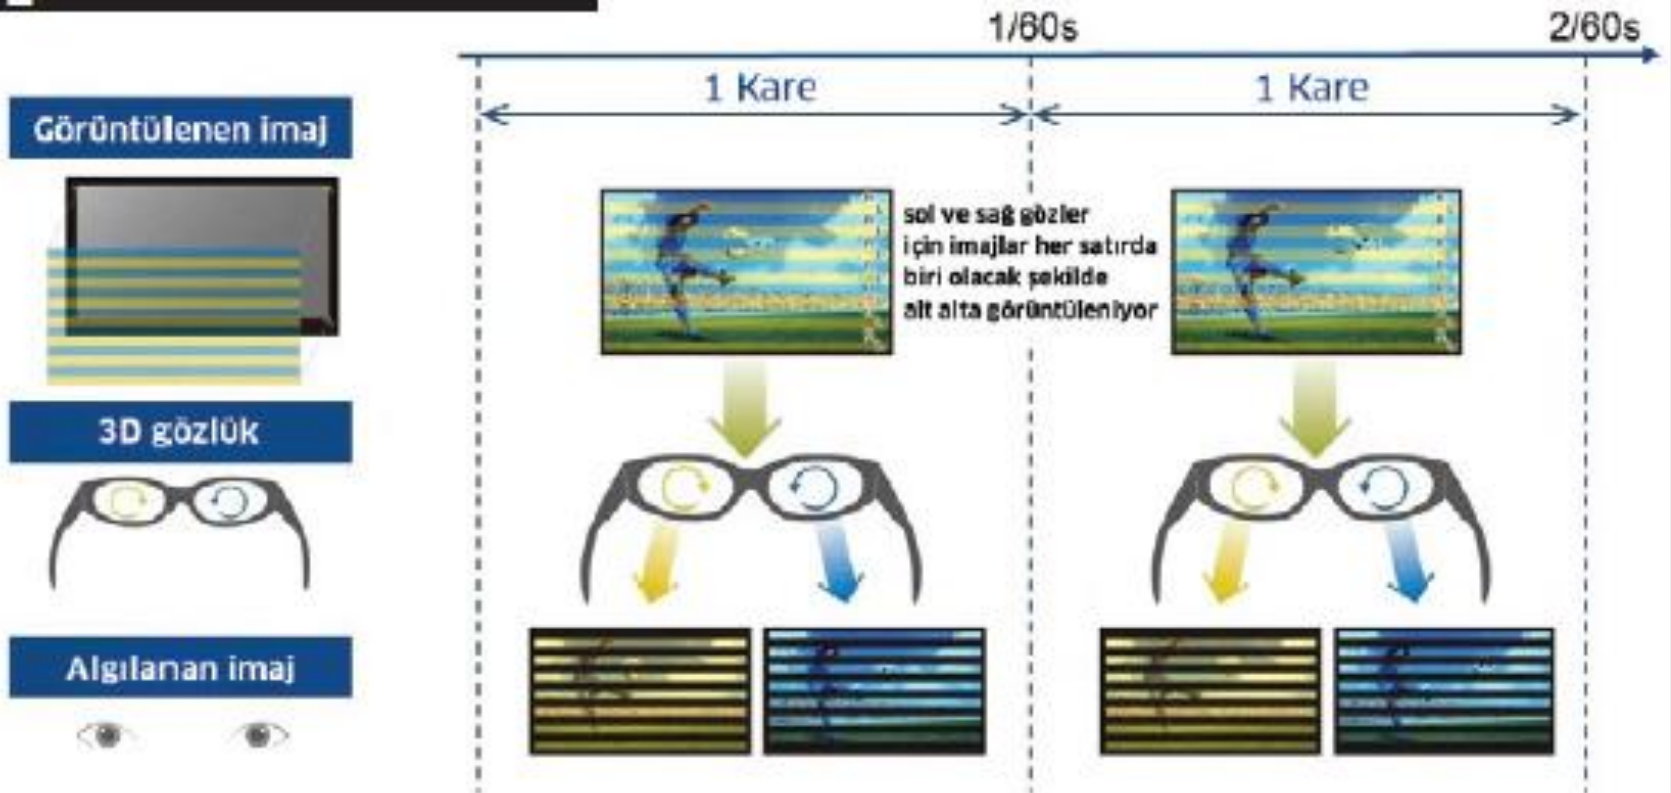 1/60s
2/60s
1 Kare
1 Kare
Görüntülenen imaj
sol ve sağ gözler
için imajlar her satırda
biri olacak şekilde
alt alta görüntüleniyor
3D gözlük
Algılanan imaj